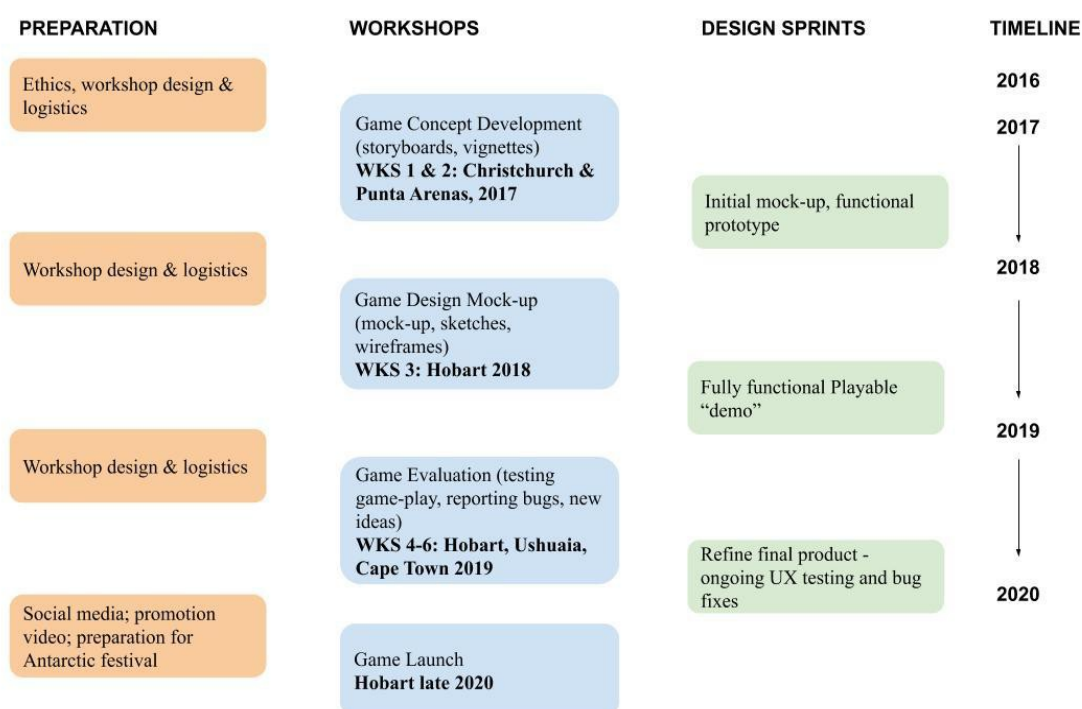 PREPARATION
WORKSHOPS
DESIGN SPRINTS
TIMELINE
Ethics, workshop design &
logistics
2016
Game Concept Development
(storyboards, vignettes)
WKS 1 & 2: Christchurch &
Punta Arenas, 2017
2017
Initial mock-up, functional
prototype
Workshop design & logistics
2018
Game Design Mock-up
(mock-up, sketches,
wireframes)
WKS 3: Hobart 2018
Fully functional Playable
“demo”
2019
Workshop design & logistics
Game Evaluation (testing
game-play, reporting bugs, new
ideas)
WKS 4-6: Hobart, Ushuaia,
Cape Town 2019
Refine final product -
ongoing UX testing and bug
fixes
2020
Social media; promotion
video; preparation for
Antarctic festival
Game Launch
Hobart late 2020